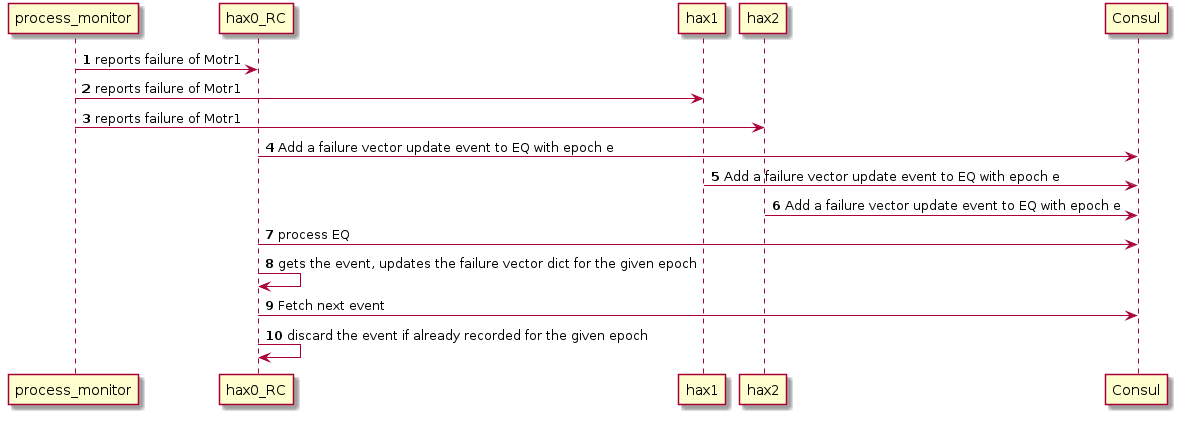 process_monitor hax0_RC hax1 hax2 Consul
1 reports failure of Motr1
2 reports failure of Motr1
3 reports failure of Motr1
4 Add a failure vector update event to EQ with epoch e
5 Add a failure vector update event to EQ with epoch e
6 Add a failure vector update event to EQ with epoch e
7 process EQ
8 gets the event, updates the failure vector dict for the given epoch
9 Fetch next event
10 discard the event if already recorded for the given epoch
process_monitor hax0_RC hax1 hax2 Consul